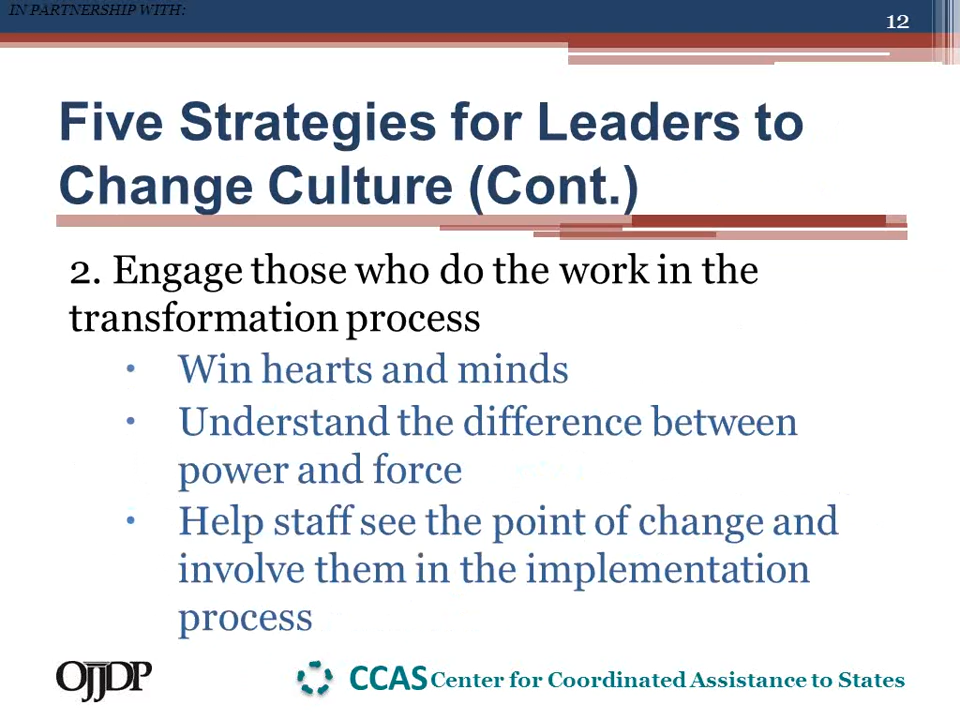 IN PARTNERSHIP WITH:
12
Five Strategies for Leaders to
Change Culture (Cont.)
2. Engage those who do the work in the
transformation process
• Win hearts and minds
• Understand the difference between
power and force
• Help staff see the point of change and
involve them in the implementation
process
OJJDP
CCAS Center for Coordinated Assistance to States